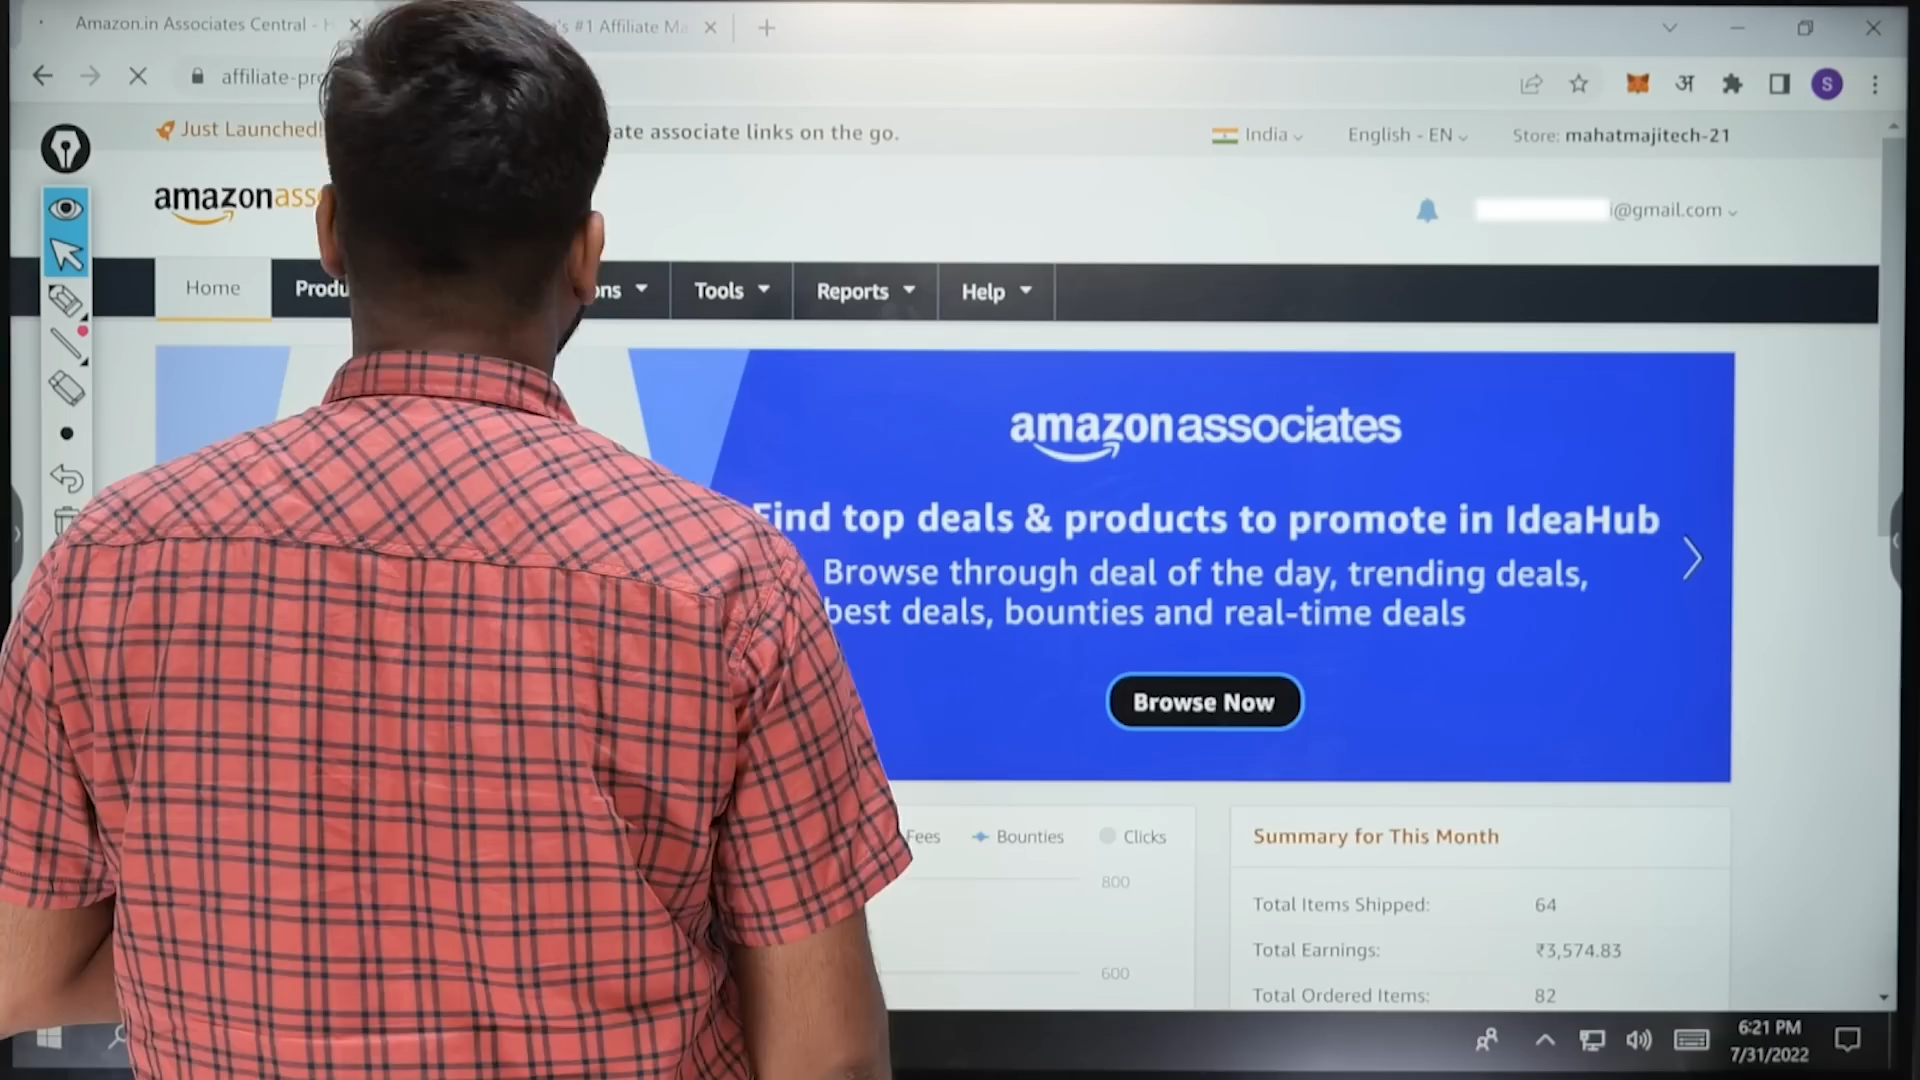 Amazon.in Associates Central -
's #1 Affiliate Ma
affiliate-pro
अ
S
Just Launched!
ate associate links on the go.
India
English - EN
Store: mahatmajitech-21
amazonass
i@gmail.com
Home
Produ
ons
Tools
Reports
Help
amazonassociates
Find top deals & products to promote in IdeaHub
Browse through deal of the day, trending deals,
best deals, bounties and real-time deals
Browse Now
Fees
Bounties
Clicks
800
600
Summary for This Month
Total Items Shipped: 64
Total Earnings: ₹3,574.83
Total Ordered Items: 82
6:21 PM
7/31/2022